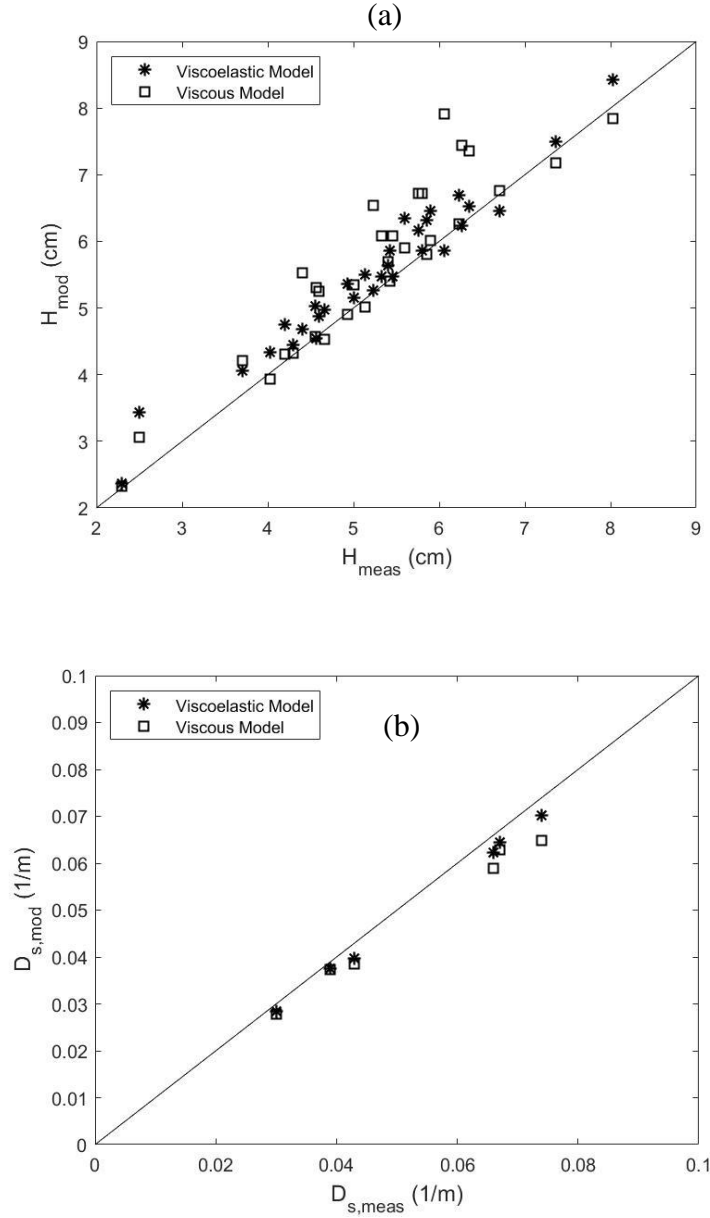 (a)
9
8
7
6
5
4
3
2
H_mod (cm)
Viscoelastic Model
Viscous Model
2 3 4 5 6 7 8 9
H_meas (cm)
0.1
0.09
0.08
0.07
0.06
0.05
0.04
0.03
0.02
0.01
0
D_s,mod (1/m)
Viscoelastic Model
Viscous Model
(b)
0 0.02 0.04 0.06 0.08 0.1
D_s,meas (1/m)